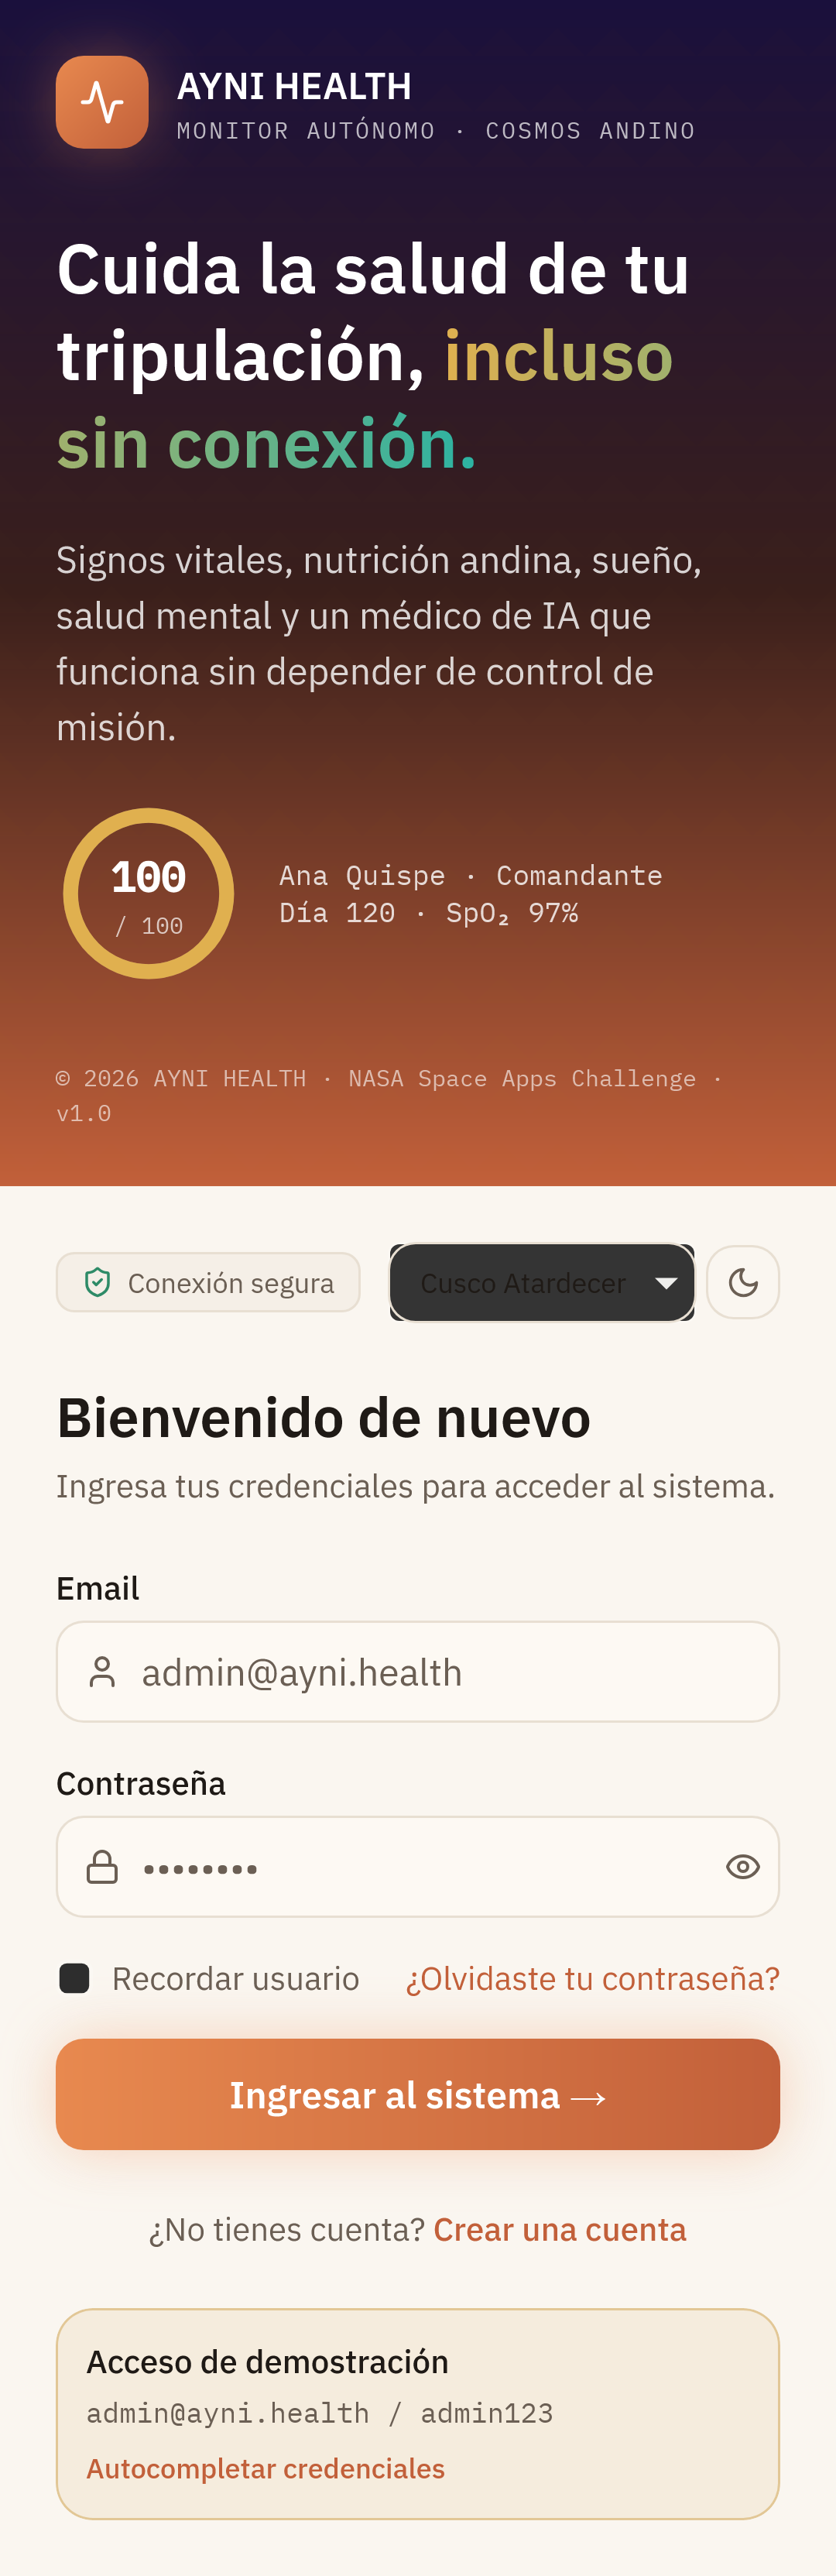 AYNI HEALTH
MONITOR AUTÓNOMO · COSMOS ANDINO
Cuida la salud de tu
tripulación, incluso
sin conexión.
Signos vitales, nutrición andina, sueño,
salud mental y un médico de IA que
funciona sin depender de control de
misión.
100
/ 100
Ana Quispe · Comandante
Día 120 · SpO₂ 97%
© 2026 AYNI HEALTH · NASA Space Apps Challenge ·
v1.0
Conexión segura
Cusco Atardecer
Bienvenido de nuevo
Ingresa tus credenciales para acceder al sistema.
Email
admin@ayni.health
Contraseña
••••••••
Recordar usuario
¿Olvidaste tu contraseña?
Ingresar al sistema →
¿No tienes cuenta? Crear una cuenta
Acceso de demostración
admin@ayni.health / admin123
Autocompletar credenciales